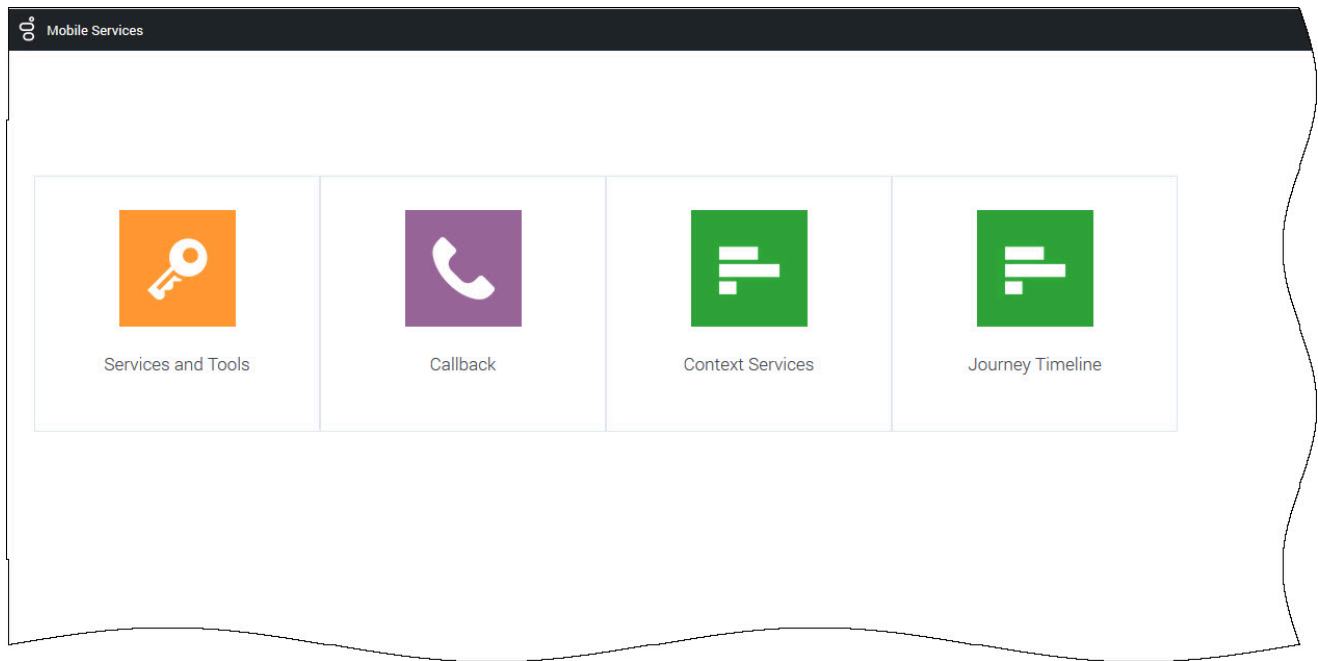 Mobile Services
Services and Tools
Callback
Context Services
Journey Timeline